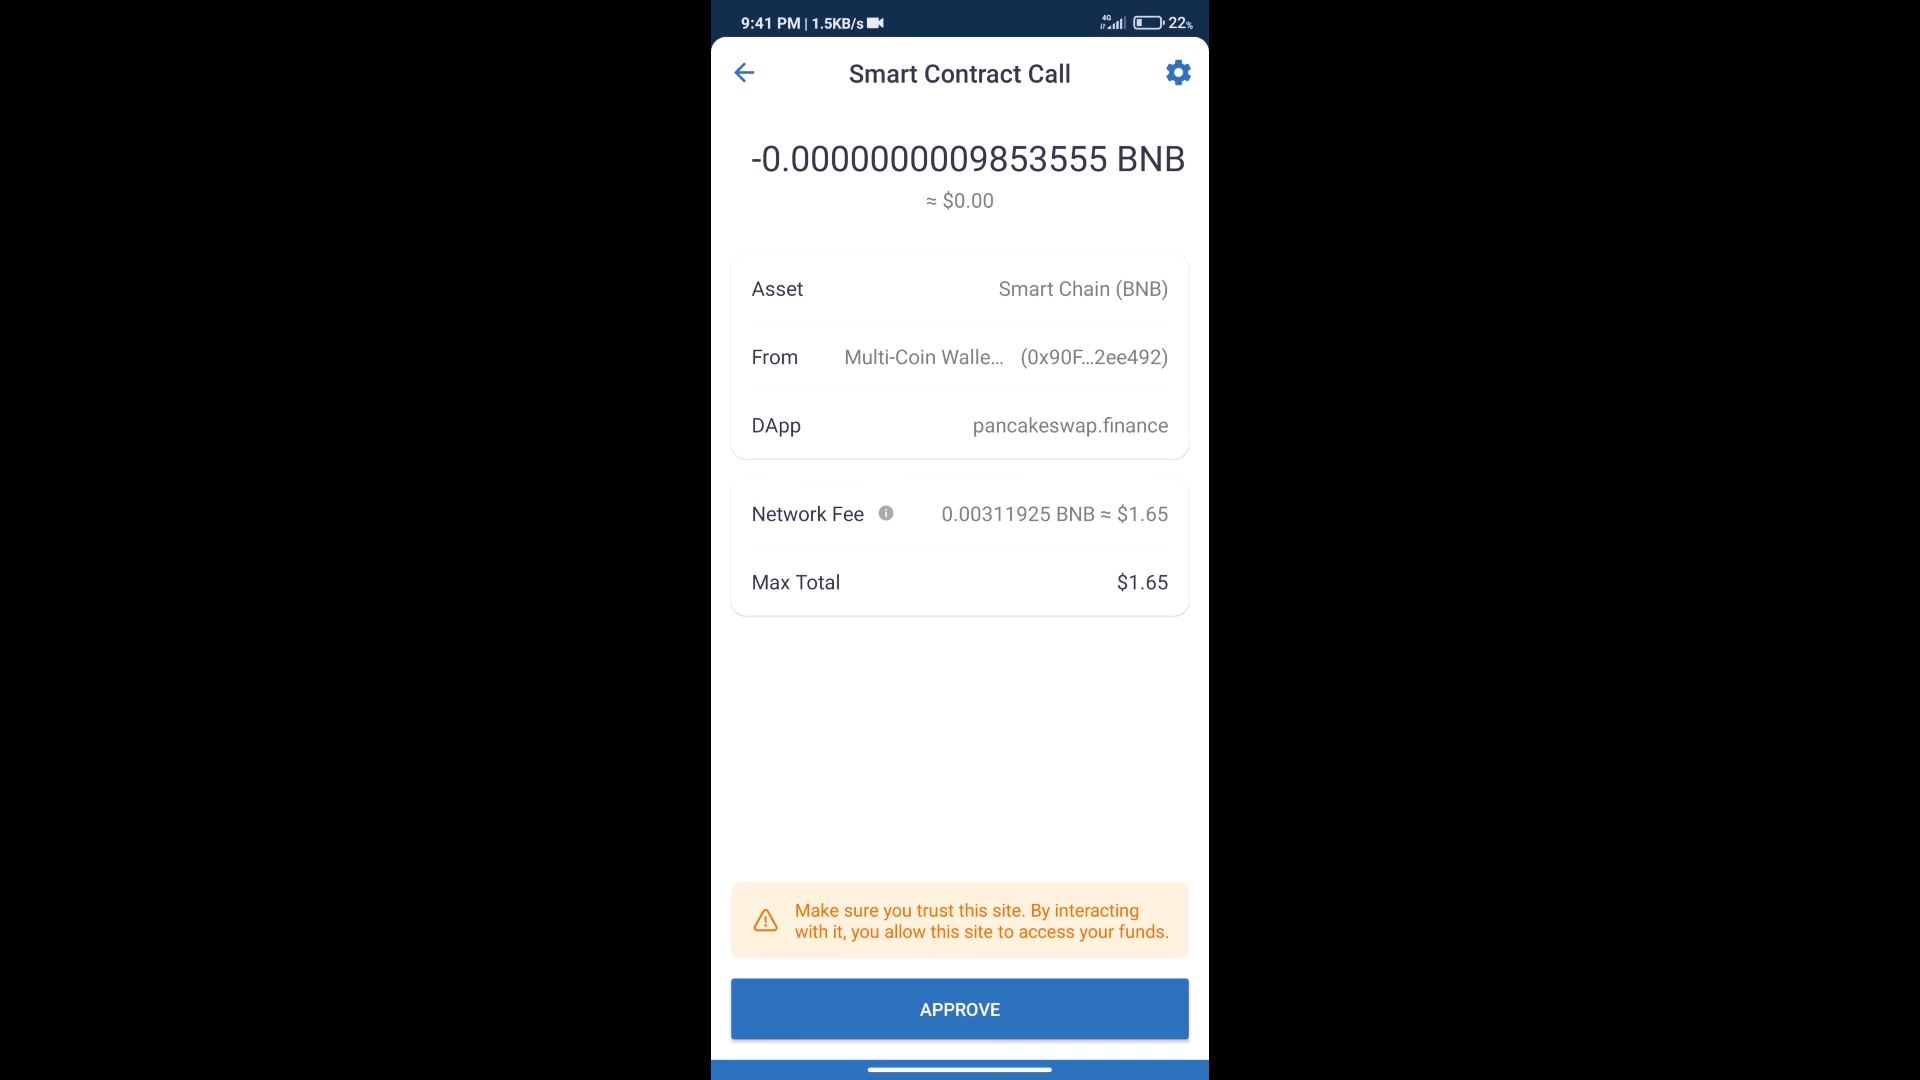 9:41 PM | 1.5KB/s 4G 22%
Smart Contract Call
-0.0000000009853555 BNB
≈ $0.00
Asset Smart Chain (BNB)
From Multi-Coin Walle... (0x90F...2ee492)
DApp pancakeswap.finance
Network Fee 0.00311925 BNB ≈ $1.65
Max Total $1.65
Make sure you trust this site. By interacting
with it, you allow this site to access your funds.
APPROVE